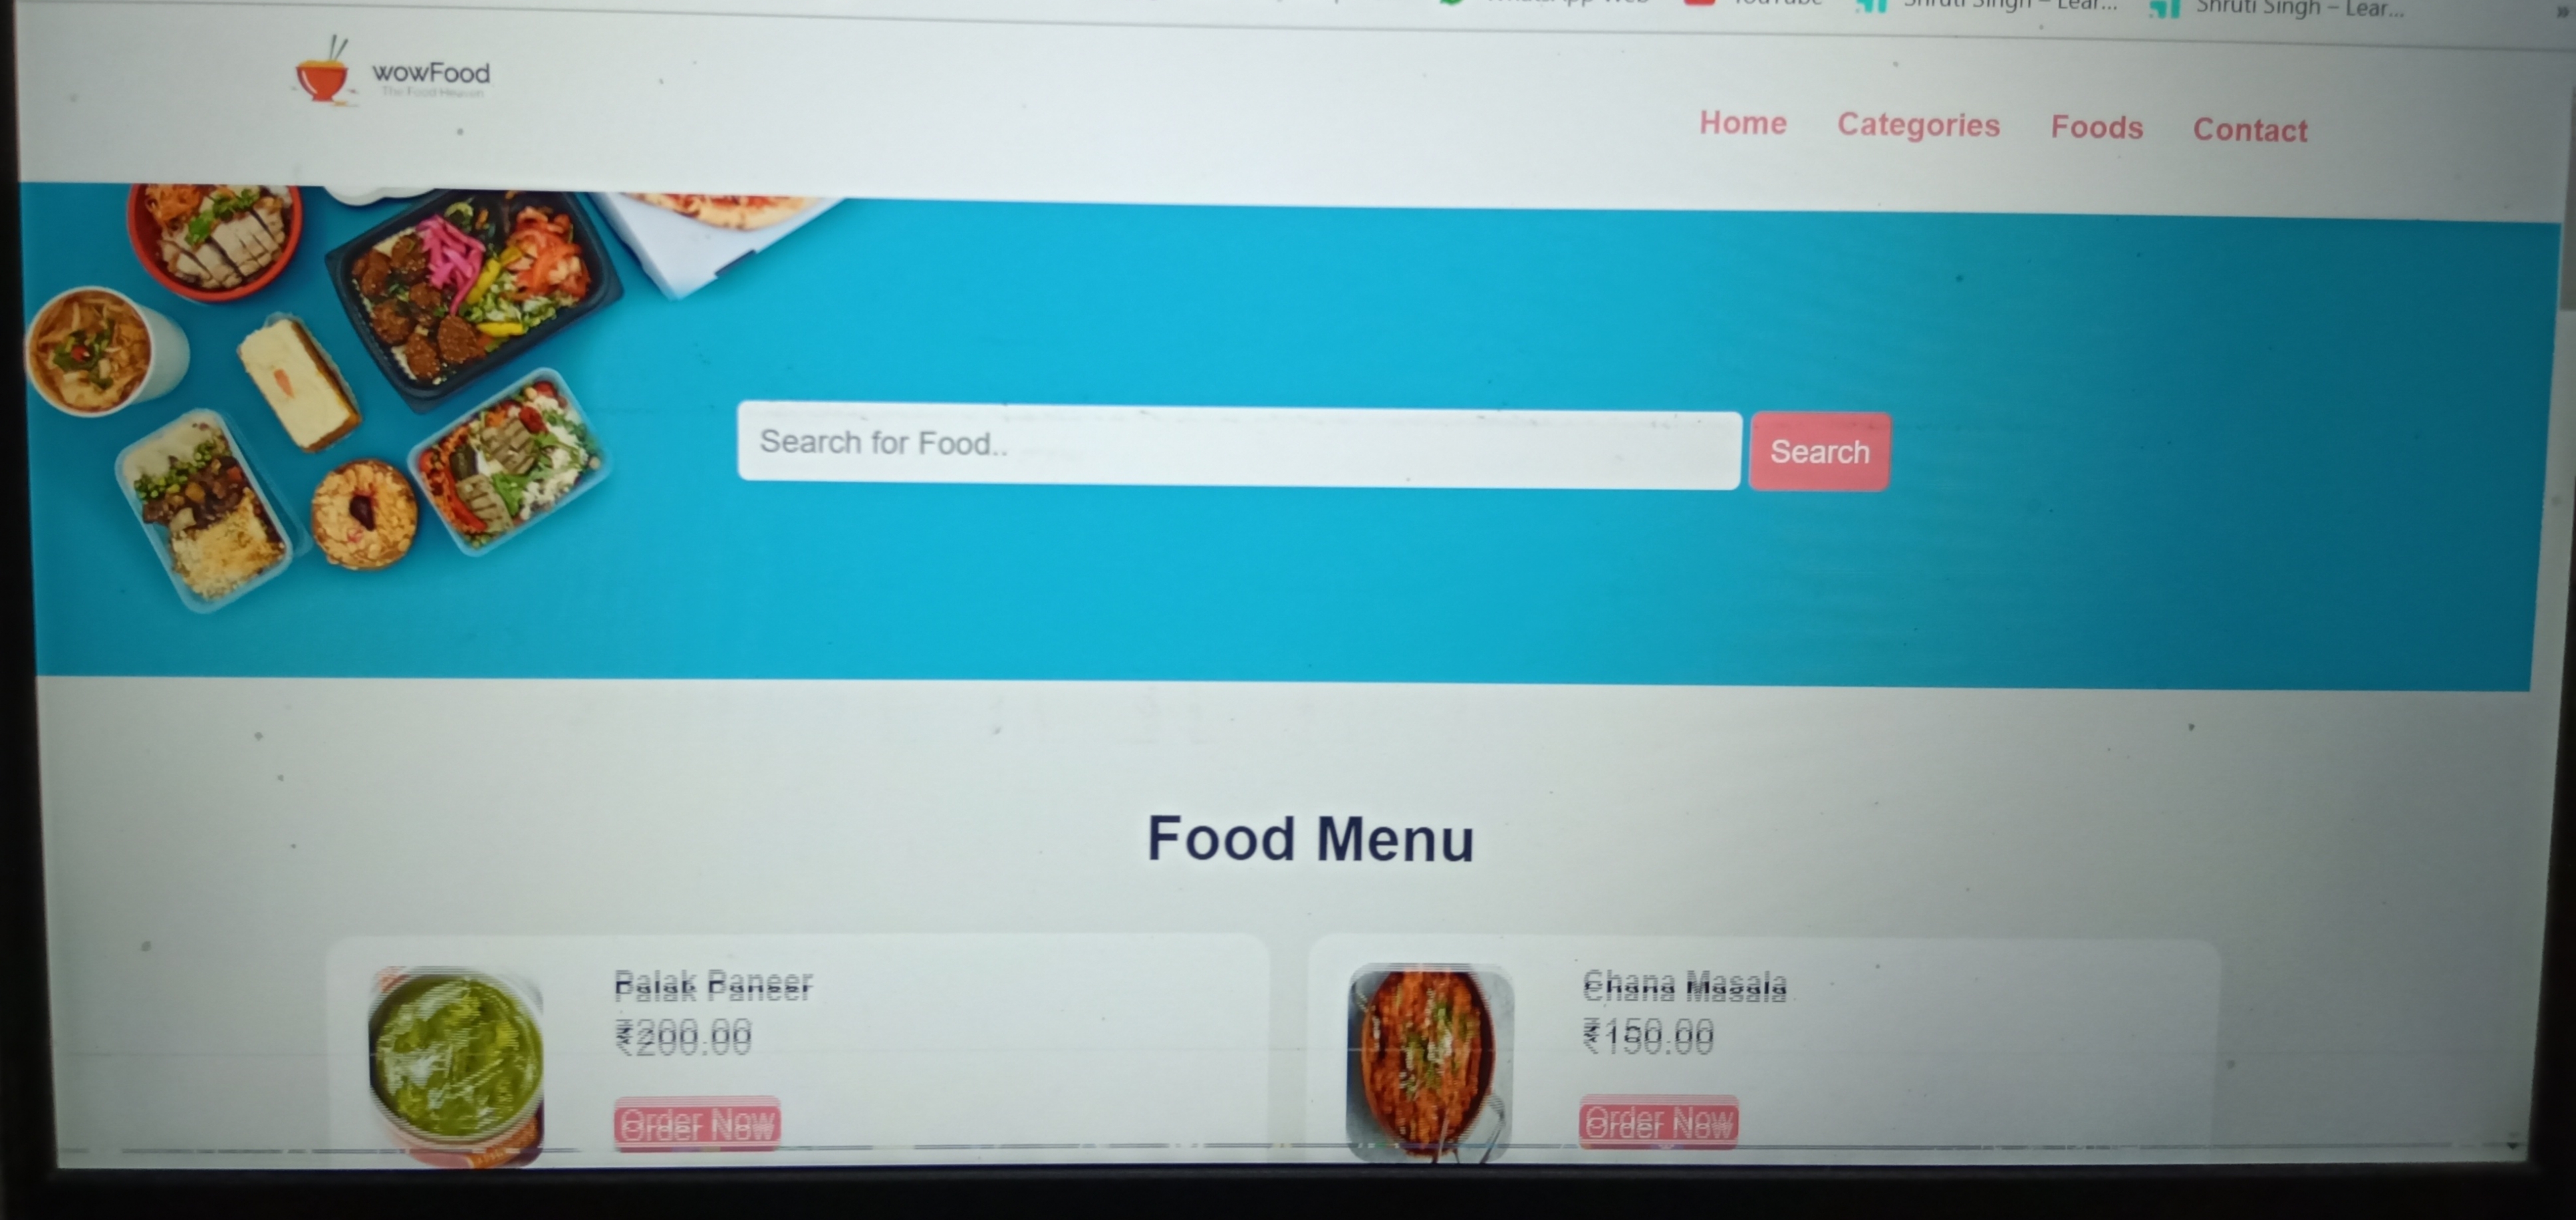 WhatsApp Web YouTube Shruti Singh – Lear... Shruti Singh – Lear... »
wowFood
The Food Heaven
Home Categories Foods Contact
Search for Food..
Search
Food Menu
Palak Paneer
₹200.00
Order Now
Chana Masala
₹150.00
Order Now